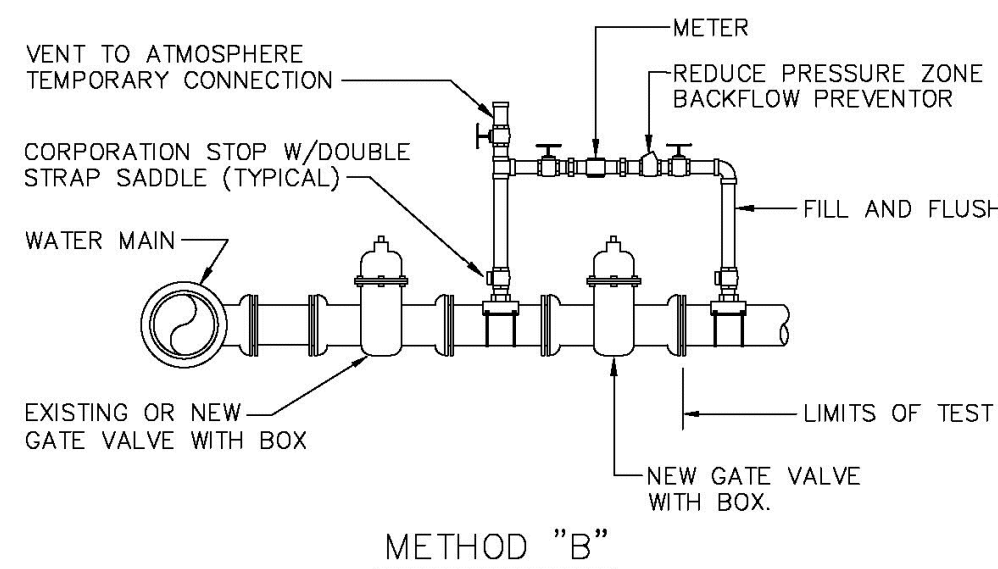 METER
VENT TO ATMOSPHERE
TEMPORARY CONNECTION
REDUCE PRESSURE ZONE
BACKFLOW PREVENTOR
CORPORATION STOP W/DOUBLE
STRAP SADDLE (TYPICAL)
FILL AND FLUSH
WATER MAIN
EXISTING OR NEW
GATE VALVE WITH BOX
LIMITS OF TEST
NEW GATE VALVE
WITH BOX.
METHOD "B"